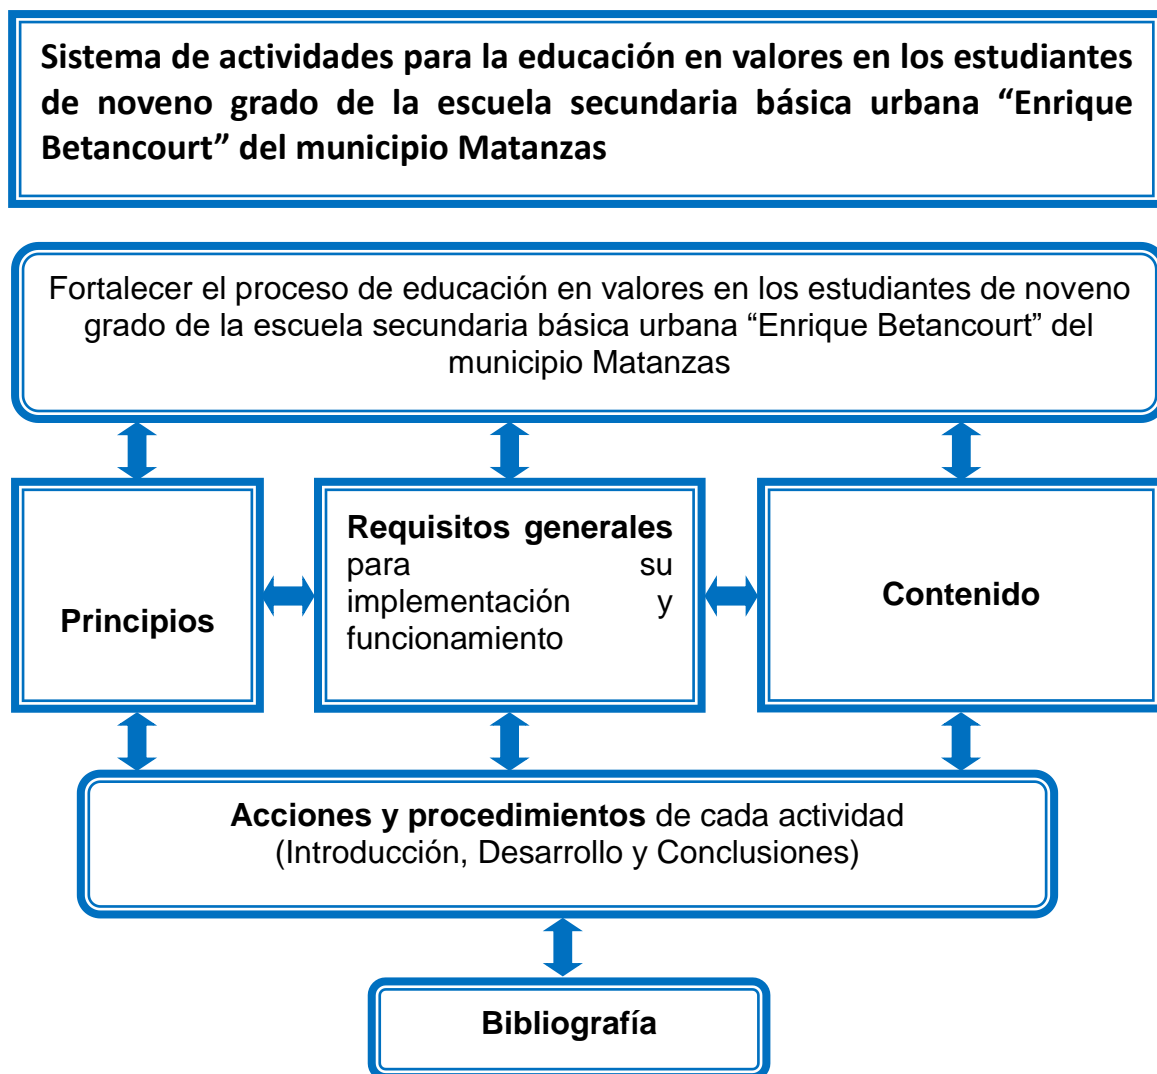 Sistema de actividades para la educación en valores en los estudiantes
de noveno grado de la escuela secundaria básica urbana “Enrique
Betancourt” del municipio Matanzas
Fortalecer el proceso de educación en valores en los estudiantes de noveno
grado de la escuela secundaria básica urbana “Enrique Betancourt” del
municipio Matanzas
Principios
Requisitos generales
para su
implementación y
funcionamiento
Contenido
Acciones y procedimientos de cada actividad
(Introducción, Desarrollo y Conclusiones)
Bibliografía